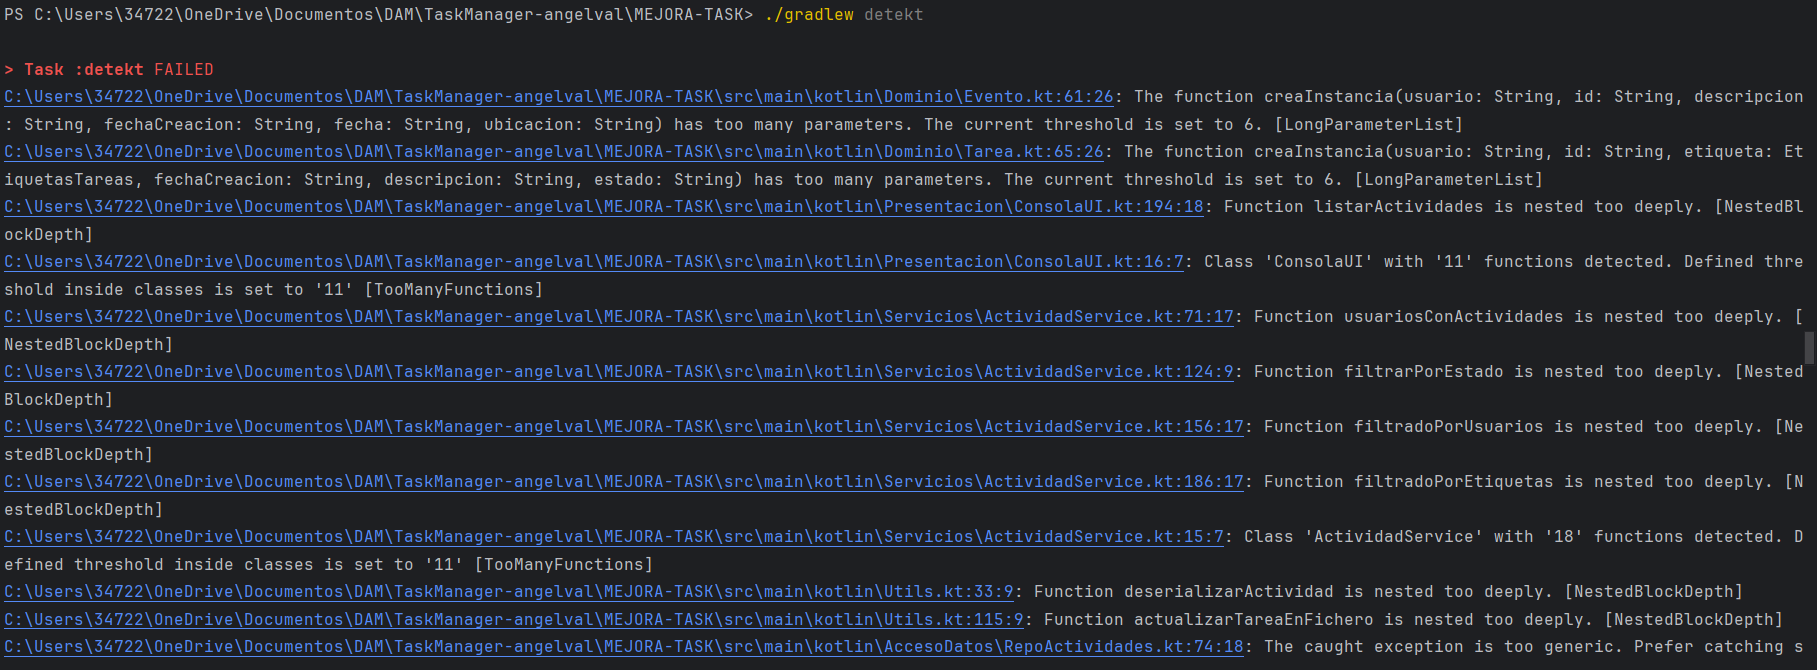 PS C:\Users\34722\OneDrive\Documentos\DAM\TaskManager-angelval\MEJORA-TASK> ./gradlew detekt
> Task :detekt FAILED
C:\Users\34722\OneDrive\Documentos\DAM\TaskManager-angelval\MEJORA-TASK\src\main\kotlin\Dominio\Evento.kt:61:26: The function creaInstancia(usuario: String, id: String, descripcion
: String, fechaCreacion: String, fecha: String, ubicacion: String) has too many parameters. The current threshold is set to 6. [LongParameterList]
C:\Users\34722\OneDrive\Documentos\DAM\TaskManager-angelval\MEJORA-TASK\src\main\kotlin\Dominio\Tarea.kt:65:26: The function creaInstancia(usuario: String, id: String, etiqueta: Et
iquetasTareas, fechaCreacion: String, descripcion: String, estado: String) has too many parameters. The current threshold is set to 6. [LongParameterList]
C:\Users\34722\OneDrive\Documentos\DAM\TaskManager-angelval\MEJORA-TASK\src\main\kotlin\Presentacion\ConsolaUI.kt:194:18: Function listarActividades is nested too deeply. [NestedBl
ockDepth]
C:\Users\34722\OneDrive\Documentos\DAM\TaskManager-angelval\MEJORA-TASK\src\main\kotlin\Presentacion\ConsolaUI.kt:16:7: Class 'ConsolaUI' with '11' functions detected. Defined thre
shold inside classes is set to '11' [TooManyFunctions]
C:\Users\34722\OneDrive\Documentos\DAM\TaskManager-angelval\MEJORA-TASK\src\main\kotlin\Servicios\ActividadService.kt:71:17: Function usuariosConActividades is nested too deeply. [
NestedBlockDepth]
C:\Users\34722\OneDrive\Documentos\DAM\TaskManager-angelval\MEJORA-TASK\src\main\kotlin\Servicios\ActividadService.kt:124:9: Function filtrarPorEstado is nested too deeply. [Nested
BlockDepth]
C:\Users\34722\OneDrive\Documentos\DAM\TaskManager-angelval\MEJORA-TASK\src\main\kotlin\Servicios\ActividadService.kt:156:17: Function filtradoPorUsuarios is nested too deeply. [Ne
stedBlockDepth]
C:\Users\34722\OneDrive\Documentos\DAM\TaskManager-angelval\MEJORA-TASK\src\main\kotlin\Servicios\ActividadService.kt:186:17: Function filtradoPorEtiquetas is nested too deeply. [N
estedBlockDepth]
C:\Users\34722\OneDrive\Documentos\DAM\TaskManager-angelval\MEJORA-TASK\src\main\kotlin\Servicios\ActividadService.kt:15:7: Class 'ActividadService' with '18' functions detected. D
efined threshold inside classes is set to '11' [TooManyFunctions]
C:\Users\34722\OneDrive\Documentos\DAM\TaskManager-angelval\MEJORA-TASK\src\main\kotlin\Utils.kt:33:9: Function deserializarActividad is nested too deeply. [NestedBlockDepth]
C:\Users\34722\OneDrive\Documentos\DAM\TaskManager-angelval\MEJORA-TASK\src\main\kotlin\Utils.kt:115:9: Function actualizarTareaEnFichero is nested too deeply. [NestedBlockDepth]
C:\Users\34722\OneDrive\Documentos\DAM\TaskManager-angelval\MEJORA-TASK\src\main\kotlin\AccesoDatos\RepoActividades.kt:74:18: The caught exception is too generic. Prefer catching s